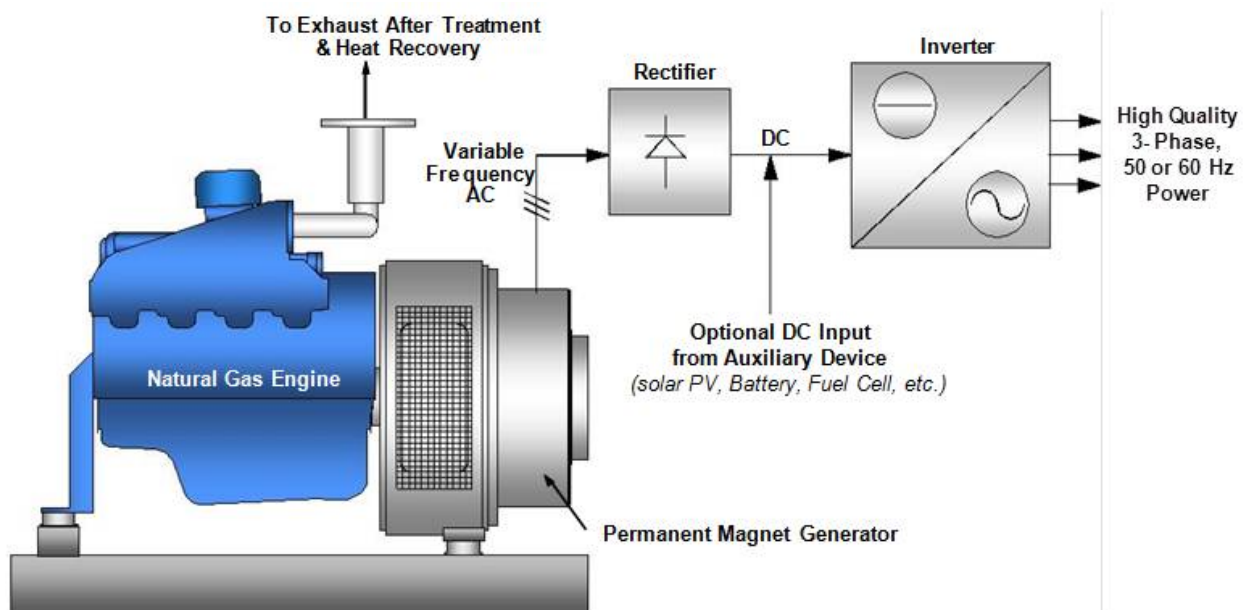 To Exhaust After Treatment
& Heat Recovery
Inverter
Rectifier
High Quality
3- Phase,
50 or 60 Hz
Power
DC
Variable
Frequency
AC
Optional DC Input
from Auxiliary Device
(solar PV, Battery, Fuel Cell, etc.)
Natural Gas Engine
Permanent Magnet Generator